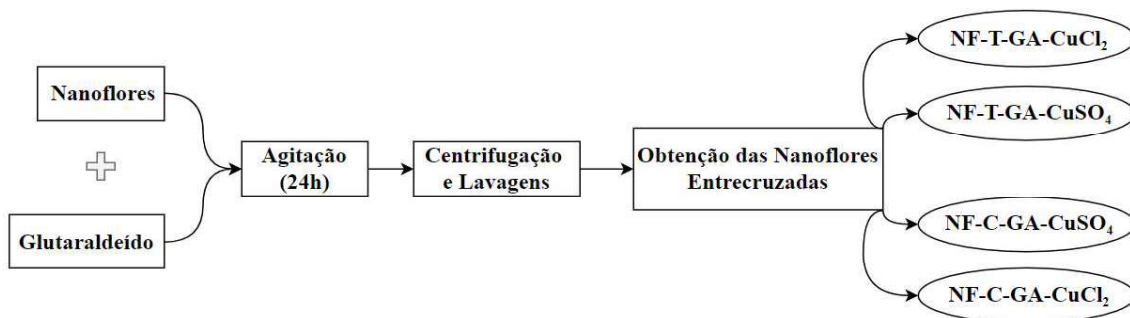 Nanoflores
Glutaraldeído
Agitação
(24h)
Centrifugação
e Lavagens
Obtenção das Nanoflores
Entrecruzadas
NF-T-GA-CuCl₂
NF-T-GA-CuSO₄
NF-C-GA-CuSO₄
NF-C-GA-CuCl₂